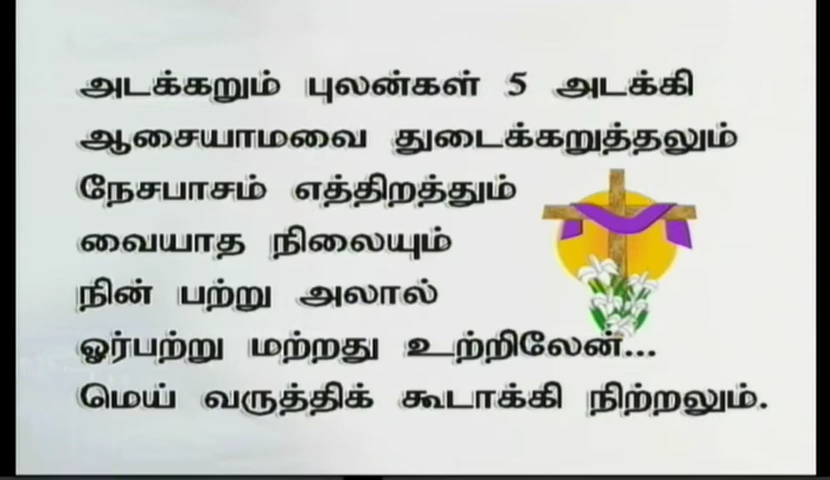 அடக்கறும் புலன்கள் 5 அடக்கி
ஆசையாமவை துடைக்கறுத்தலும்
நேசபாசம் எத்திறத்தும்
வையாத நிலையும்
நின் பற்று அலால்
ஓர்பற்று மற்றது உற்றிலேன்...
மெய் வருத்திக் கூடாக்கி நிற்றலும்.